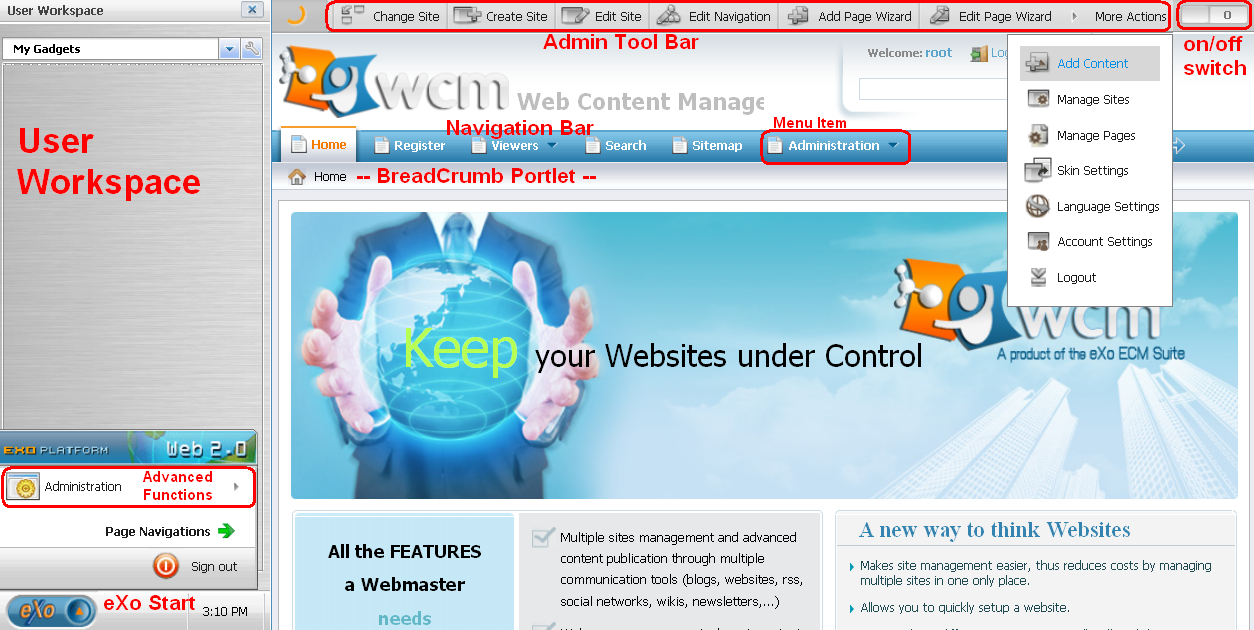 User Workspace
My Gadgets
User
Workspace
EXO PLATFORM
Web 2.0
Administration
Advanced
Functions
Page Navigations
Sign out
eXo
eXo Start
3:10 PM
Change Site
Create Site
Edit Site
Edit Navigation
Add Page Wizard
Edit Page Wizard
More Actions
0
Admin Tool Bar
on/off
switch
wcm
Web Content Manage
Welcome: root
Add Content
Manage Sites
Manage Pages
Skin Settings
Language Settings
Account Settings
Logout
Navigation Bar
Menu Item
Home
Register
Viewers
Search
Sitemap
Administration
Home
-- BreadCrumb Portlet --
wcm
A product of the eXo ECM Suite
Keep your Websites under Control
All the FEATURES
a Webmaster
needs
Multiple sites management and advanced
content publication through multiple
communication tools (blogs, websites, rss,
social networks, wikis, newsletters,...)
A new way to think Websites
Makes site management easier, thus reduces costs by managing
multiple sites in one only place.
Allows you to quickly setup a website.